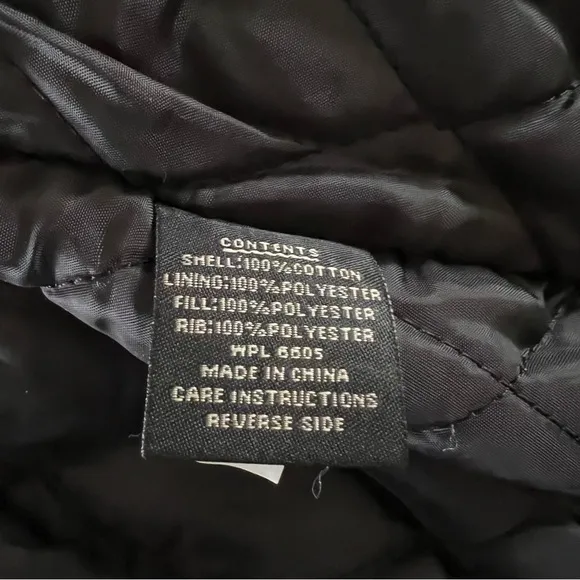 CONTENTS
SHELL:100%COTTON
LINING:100%POLYESTER
FILL:100%POLYESTER
RIB:100%POLYESTER
WPL 6605
MADE IN CHINA
CARE INSTRUCTIONS
REVERSE SIDE